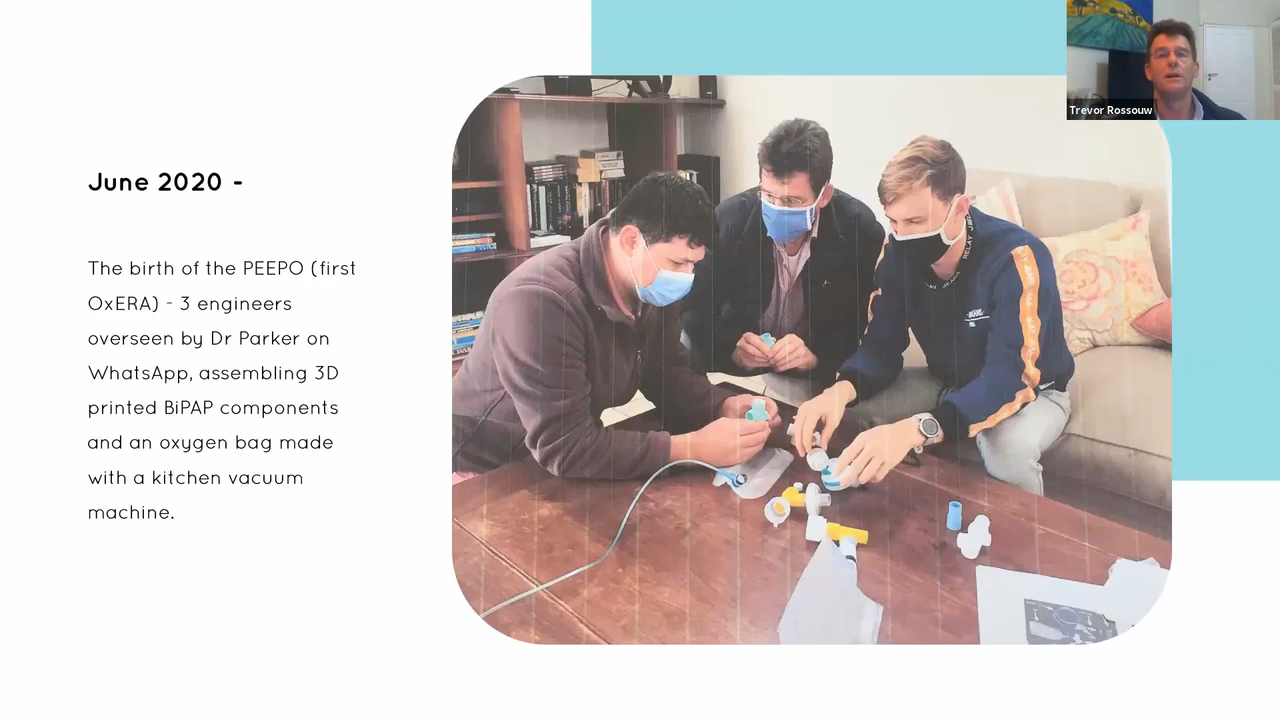 June 2020 -
The birth of the PEEPO (first
OxERA) - 3 engineers
overseen by Dr Parker on
WhatsApp, assembling 3D
printed BiPAP components
and an oxygen bag made
with a kitchen vacuum
machine.
Trevor Rossouw